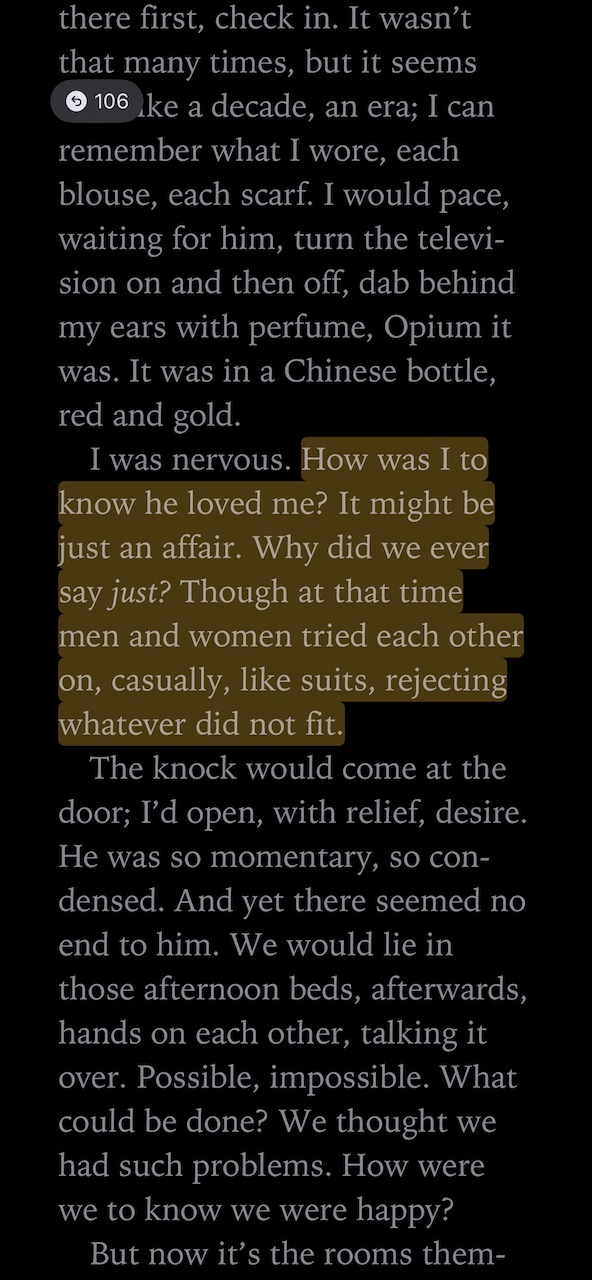 there first, check in. It wasn’t
that many times, but it seems
106
ke a decade, an era; I can
remember what I wore, each
blouse, each scarf. I would pace,
waiting for him, turn the televi-
sion on and then off, dab behind
my ears with perfume, Opium it
was. It was in a Chinese bottle,
red and gold.
I was nervous. How was I to
know he loved me? It might be
just an affair. Why did we ever
say just? Though at that time
men and women tried each other
on, casually, like suits, rejecting
whatever did not fit.
The knock would come at the
door; I’d open, with relief, desire.
He was so momentary, so con-
densed. And yet there seemed no
end to him. We would lie in
those afternoon beds, afterwards,
hands on each other, talking it
over. Possible, impossible. What
could be done? We thought we
had such problems. How were
we to know we were happy?
But now it’s the rooms them-